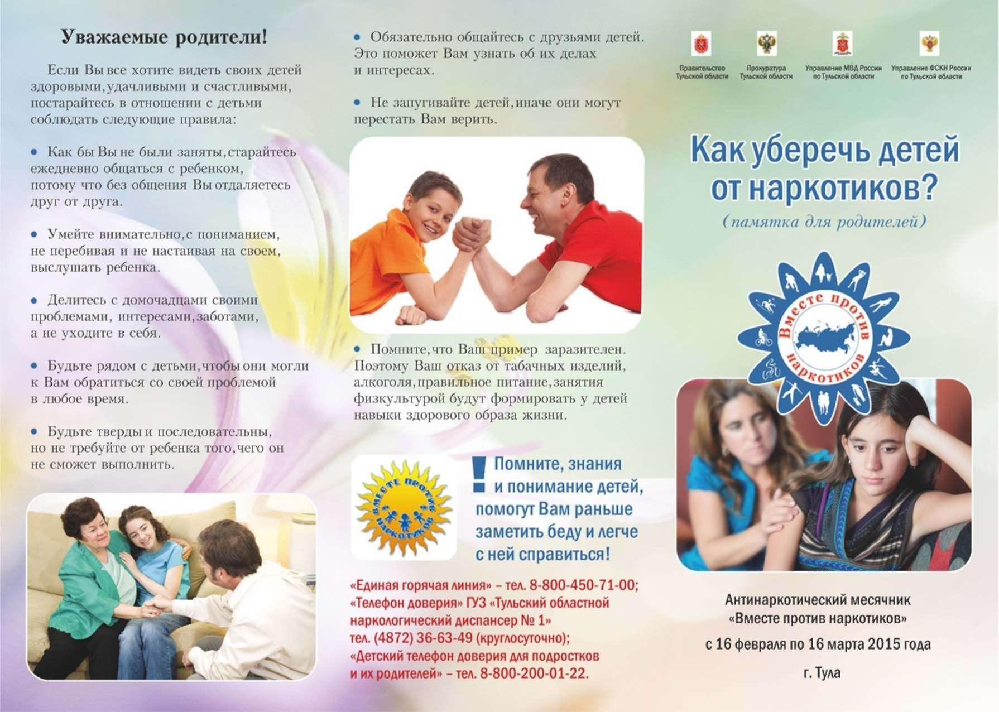 Уважаемые родители!
Если Вы все хотите видеть своих детей
здоровыми, удачливыми и счастливыми,
постарайтесь в отношении с детьми
соблюдать следующие правила:
• Как бы Вы не были заняты, старайтесь
ежедневно общаться с ребенком,
потому что без общения Вы отдаляетесь
друг от друга.
• Умейте внимательно, с пониманием,
не перебивая и не настаивая на своем,
выслушать ребенка.
• Делитесь с домочадцами своими
проблемами, интересами, заботами,
а не уходите в себя.
• Будьте рядом с детьми, чтобы они могли
к Вам обратиться со своей проблемой
в любое время.
• Будьте тверды и последовательны,
но не требуйте от ребенка того, чего он
не сможет выполнить.
• Обязательно общайтесь с друзьями детей.
Это поможет Вам узнать об их делах
и интересах.
• Не запугивайте детей, иначе они могут
перестать Вам верить.
• Помните, что Ваш пример заразителен.
Поэтому Ваш отказ от табачных изделий,
алкоголя, правильное питание, занятия
физкультурой будут формировать у детей
навыки здорового образа жизни.
ВМЕСТЕ ПРОТИВ
НАРКОТИКОВ
! Помните, знания
и понимание детей,
помогут Вам раньше
заметить беду и легче
с ней справиться!
«Единая горячая линия» – тел. 8-800-450-71-00;
«Телефон доверия» ГУЗ «Тульский областной
наркологический диспансер № 1»
тел. (4872) 36-63-49 (круглосуточно);
«Детский телефон доверия для подростков
и их родителей» – тел. 8-800-200-01-22.
Правительство
Тульской области
Прокуратура
Тульской области
Управление МВД России
по Тульской области
Управление ФСКН России
по Тульской области
Как уберечь детей
от наркотиков?
(памятка для родителей)
Вместе против
наркотиков
Антинаркотический месячник
«Вместе против наркотиков»
с 16 февраля по 16 марта 2015 года
г. Тула